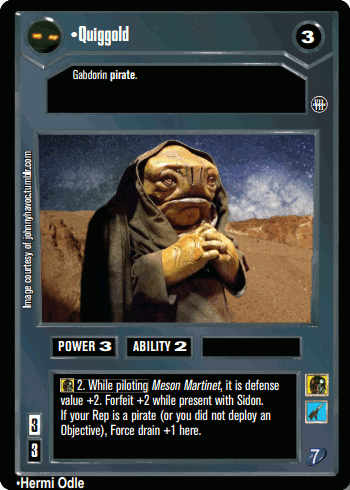 •Quiggold
3
Gabdorin pirate.
VII
Image courtesy of johnnyhavoc.tumblr.com
POWER 3 ABILITY 2
2. While piloting Meson Martinet, it is defense
value +2. Forfeit +2 while present with Sidon.
If your Rep is a pirate (or you did not deploy an
Objective), Force drain +1 here.
3
3
7
•Hermi Odle